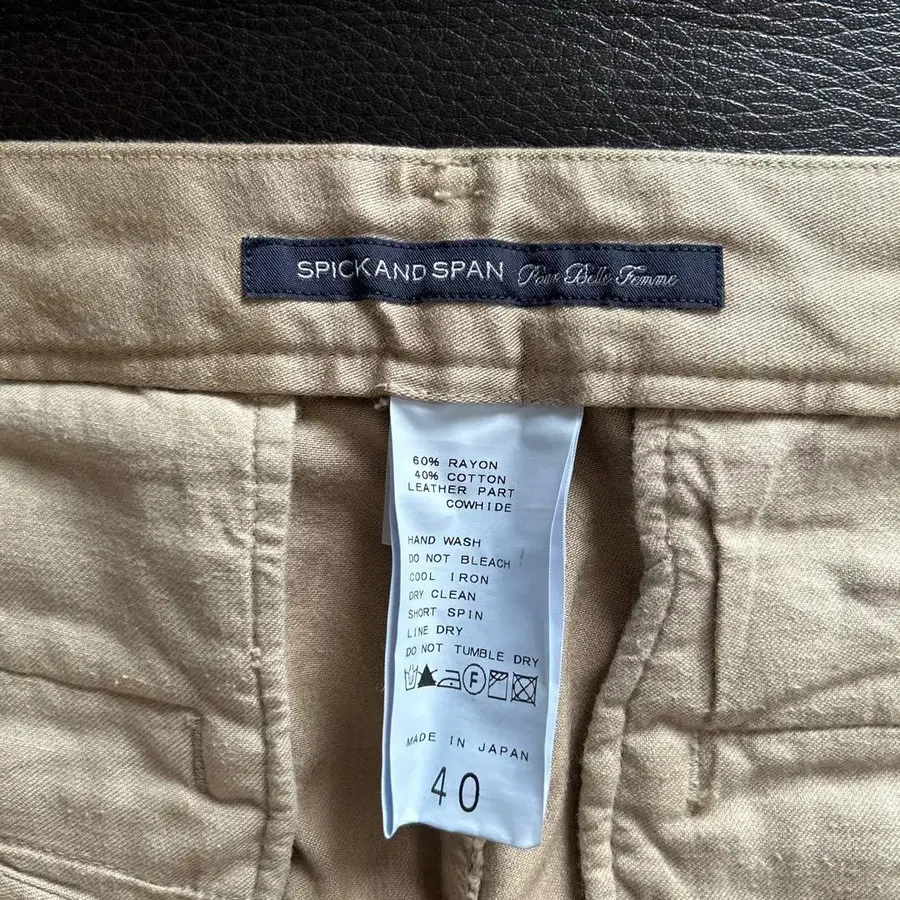 SPICK AND SPAN Pour Belle Femme
60% RAYON
40% COTTON
LEATHER PART
COWHIDE
HAND WASH
DO NOT BLEACH
COOL IRON
DRY CLEAN
SHORT SPIN
LINE DRY
DO NOT TUMBLE DRY
F
MADE IN JAPAN
40